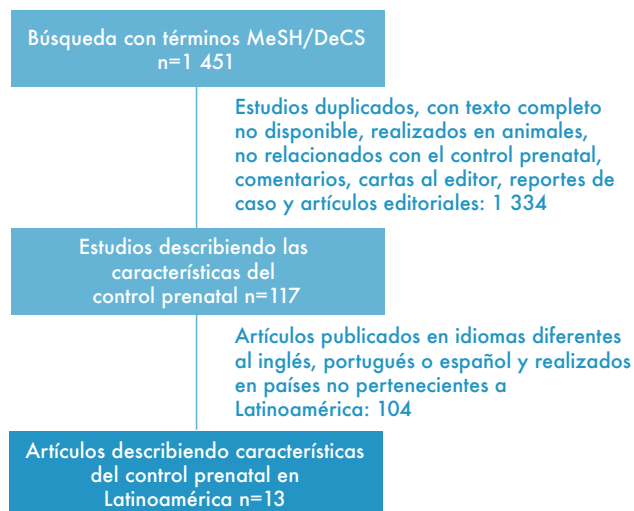 Búsqueda con términos MeSH/DeCS
n=1 451
Estudios duplicados, con texto completo
no disponible, realizados en animales,
no relacionados con el control prenatal,
comentarios, cartas al editor, reportes de
caso y artículos editoriales: 1 334
Estudios describiendo las
características del
control prenatal n=117
Artículos publicados en idiomas diferentes
al inglés, portugués o español y realizados
en países no pertenecientes a
Latinoamérica: 104
Artículos describiendo características
del control prenatal en
Latinoamérica n=13